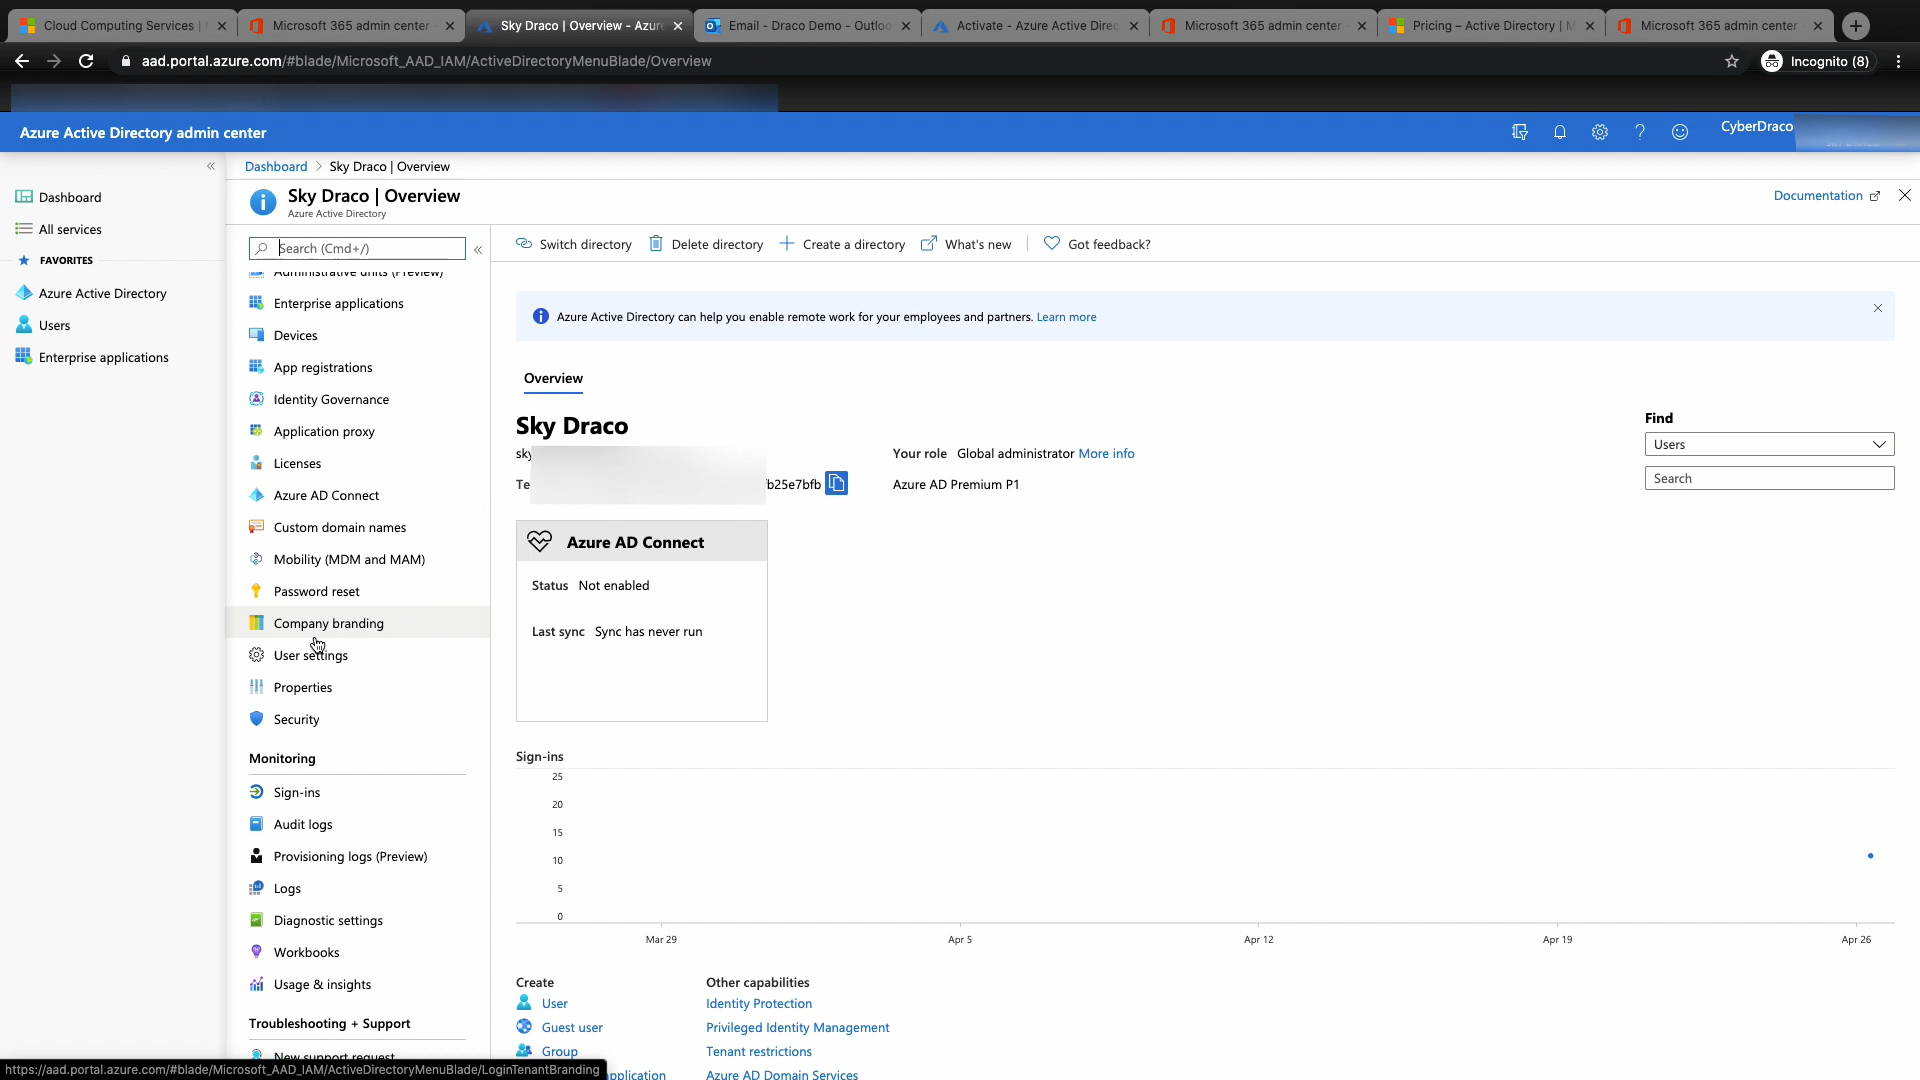 Cloud Computing Services |
Microsoft 365 admin center -
Sky Draco | Overview - Azure
Email - Draco Demo - Outloo
Activate - Azure Active Direc
Microsoft 365 admin center -
Pricing – Active Directory | M
Microsoft 365 admin center -
aad.portal.azure.com/#blade/Microsoft_AAD_IAM/ActiveDirectoryMenuBlade/Overview
Incognito (8)
Azure Active Directory admin center
CyberDraco
Dashboard
All services
FAVORITES
Azure Active Directory
Users
Enterprise applications
Dashboard > Sky Draco | Overview
Sky Draco | Overview
Azure Active Directory
Documentation
Search (Cmd+/)
Administrative units (Preview)
Enterprise applications
Devices
App registrations
Identity Governance
Application proxy
Licenses
Azure AD Connect
Custom domain names
Mobility (MDM and MAM)
Password reset
Company branding
User settings
Properties
Security
Monitoring
Sign-ins
Audit logs
Provisioning logs (Preview)
Logs
Diagnostic settings
Workbooks
Usage & insights
Troubleshooting + Support
New support request
Switch directory
Delete directory
Create a directory
What's new
Got feedback?
Azure Active Directory can help you enable remote work for your employees and partners. Learn more
Overview
Sky Draco
sky
Te
b25e7bfb
Your role Global administrator More info
Azure AD Premium P1
Find
Users
Search
Azure AD Connect
Status Not enabled
Last sync Sync has never run
Sign-ins
25
20
15
10
5
0
Mar 29
Apr 5
Apr 12
Apr 19
Apr 26
Create
User
Guest user
Group
pplication
Other capabilities
Identity Protection
Privileged Identity Management
Tenant restrictions
Azure AD Domain Services
https://aad.portal.azure.com/#blade/Microsoft_AAD_IAM/ActiveDirectoryMenuBlade/LoginTenantBranding